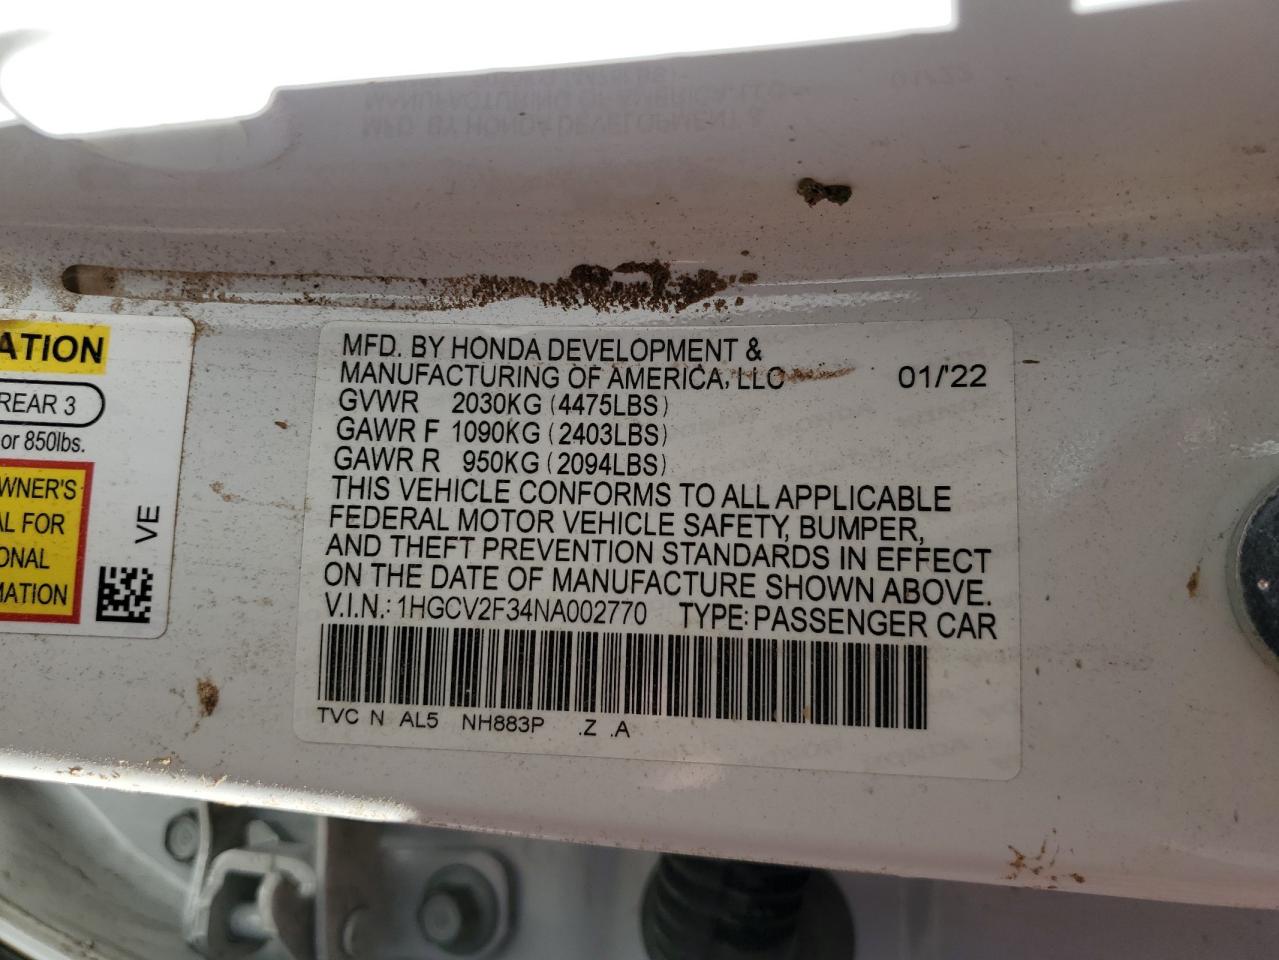 ATION
REAR 3
or 850lbs.
WNER'S
AL FOR
ONAL
MATION
VE
MFD. BY HONDA DEVELOPMENT &
MANUFACTURING OF AMERICA, LLC 01/'22
GVWR 2030KG (4475LBS)
GAWR F 1090KG (2403LBS)
GAWR R 950KG (2094LBS)
THIS VEHICLE CONFORMS TO ALL APPLICABLE
FEDERAL MOTOR VEHICLE SAFETY, BUMPER,
AND THEFT PREVENTION STANDARDS IN EFFECT
ON THE DATE OF MANUFACTURE SHOWN ABOVE.
V.I.N.: 1HGCV2F34NA002770 TYPE: PASSENGER CAR
TVC N AL5 NH883P .Z .A